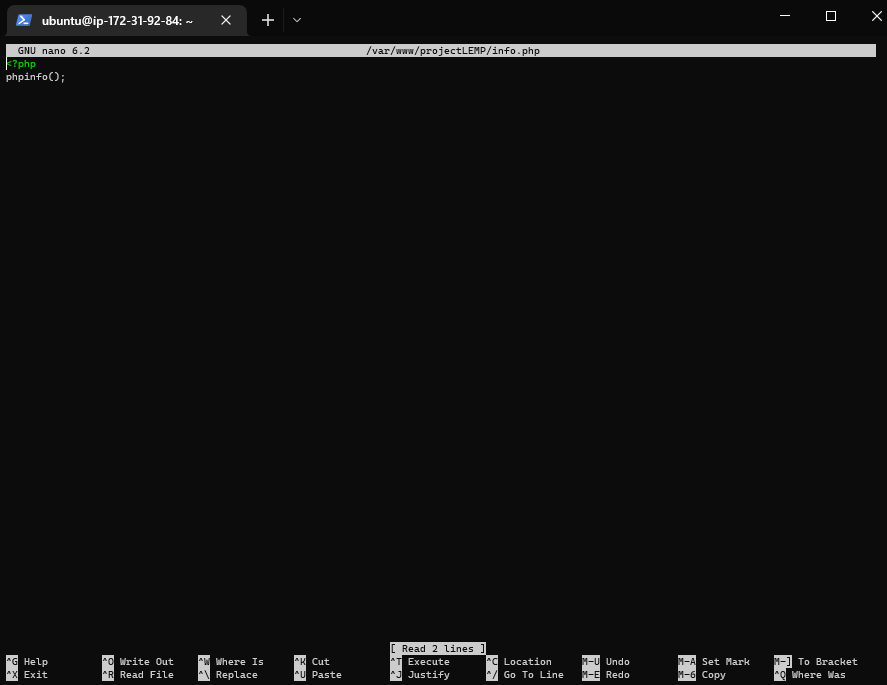 ubuntu@ip-172-31-92-84: ~
GNU nano 6.2 /var/www/projectLEMP/info.php
<?php
phpinfo();
[ Read 2 lines ]
^G Help ^O Write Out ^W Where Is ^K Cut ^T Execute ^C Location M-U Undo M-A Set Mark M-] To Bracket
^X Exit ^R Read File ^\ Replace ^U Paste ^J Justify ^/ Go To Line M-E Redo M-6 Copy ^Q Where Was